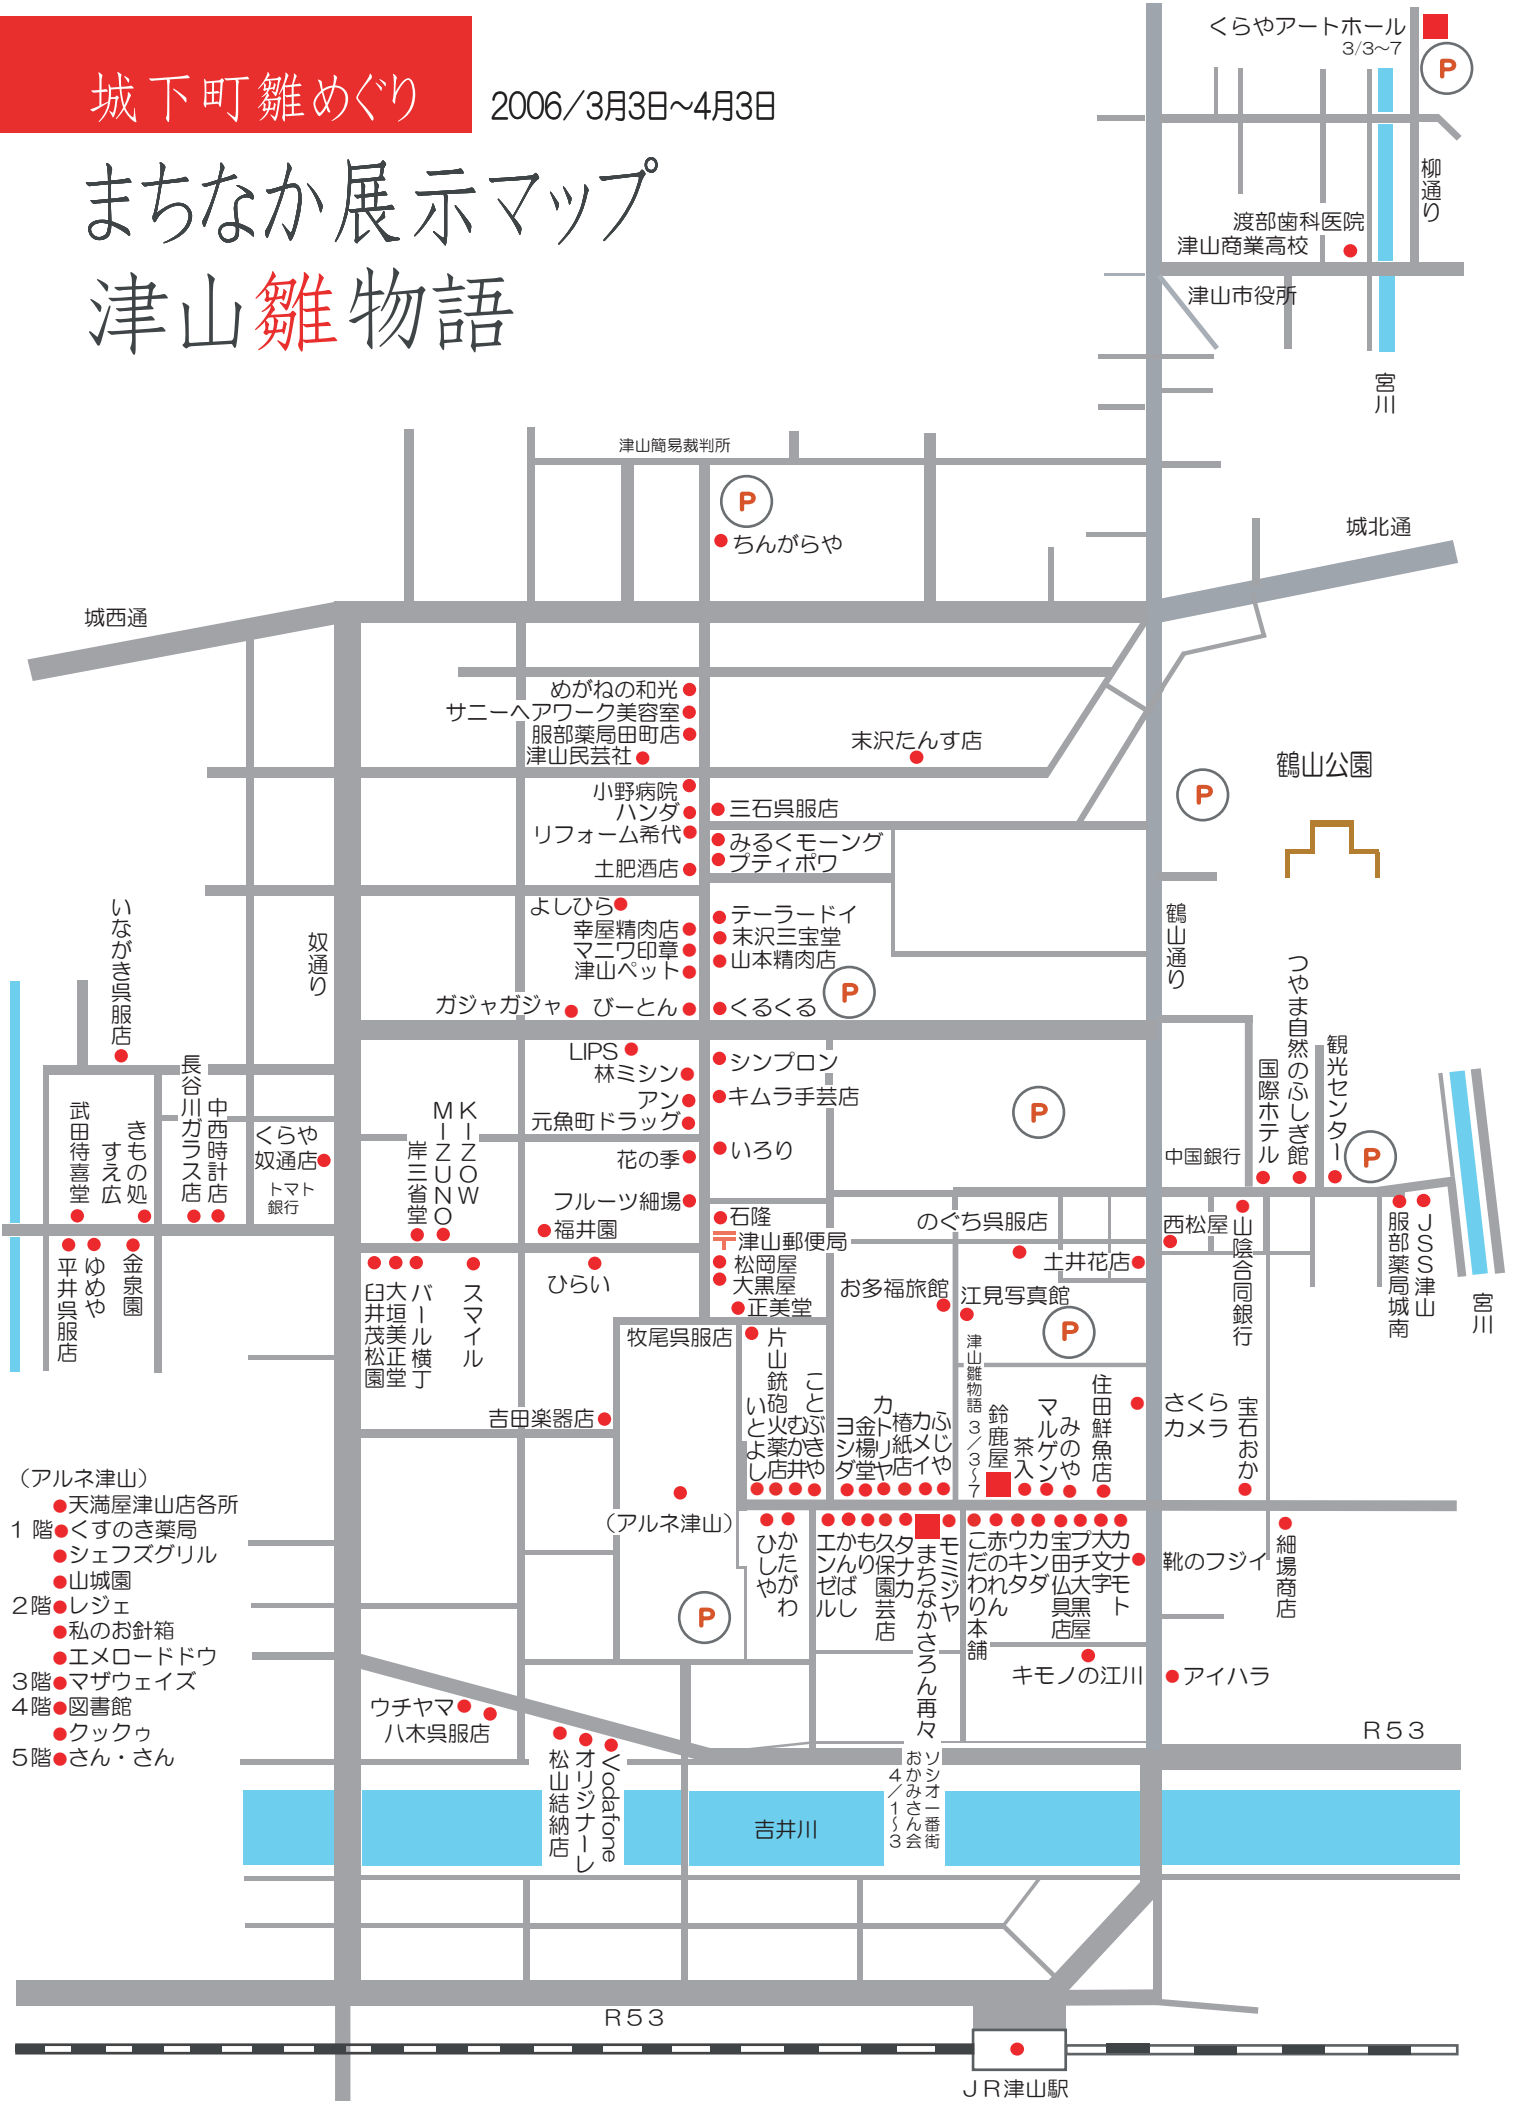 城下町雛めぐり
2006／3月3日～4月3日
まちなか展示マップ
津山雛物語
くらやアートホール
3/3～7
P
柳通り
渡部歯科医院
津山商業高校
津山市役所
宮川
津山簡易裁判所
P
ちんがらや
城北通
城西通
めがねの和光
サニーヘアワーク美容室
服部薬局田町店
津山民芸社
末沢たんす店
鶴山公園
P
小野病院
ハンダ
リフォーム希代
土肥酒店
三石呉服店
みるくモーング
プティポワ
よしひら
幸屋精肉店
マニワ印章
津山ペット
テーラードイ
末沢三宝堂
山本精肉店
P
ガジャガジャ
びーとん
くるくる
いながき呉服店
奴通り
鶴山通り
つやま自然のふしぎ館
国際ホテル
観光センター
LIPS
林ミシン
アン
元魚町ドラッグ
シンプロン
キムラ手芸店
P
いろり
花の季
フルーツ細場
福井園
ひらい
長谷川ガラス店
中西時計店
武田待喜堂
すえ広
きもの処
くらや
奴通店
トマト
銀行
岸三省堂
MIZUNO
KIZOW
中国銀行
P
石隆
〒津山郵便局
松岡屋
大黒屋
正美堂
のぐち呉服店
土井花店
お多福旅館
江見写真館
P
西松屋
山陰合同銀行
服部薬局城南
JSS津山
宮川
平井呉服店
ゆめや
金泉園
臼井茂松園
大垣美正堂
バール横丁
スマイル
牧尾呉服店
片山銃砲火薬店
いとよし
むか井
ことぶきや
ヨシダ
金楊堂
カトリヤ
椿紙店
カメイ
ふじや
津山雛物語 3／3～7
鈴鹿屋
茶入
マルゲン
みのや
住田鮮魚店
さくら
カメラ
宝石おか
吉田楽器店
（アルネ津山）
（アルネ津山）
天満屋津山店各所
1階 くすのき薬局
シェフズグリル
山城園
2階 レジェ
私のお針箱
エメロードドウ
3階 マザウェイズ
4階 図書館
クックゥ
5階 さん・さん
P
ひしや
かたがわ
エンゼル
かんばし
もり
久保園芸店
タナカ
まちなかさろん再々
モミジヤ
こだわり本舗
赤のれん
ウキタ
カンダ
宝田仏具店
プチ大黒屋
大文字
カナモト
靴のフジイ
細場商店
キモノの江川
アイハラ
ウチヤマ
八木呉服店
松山結納店
オリジナーレ
Vodafone
ソシオ一番街
おかみさん会
4／1～3
R53
吉井川
R53
JR津山駅